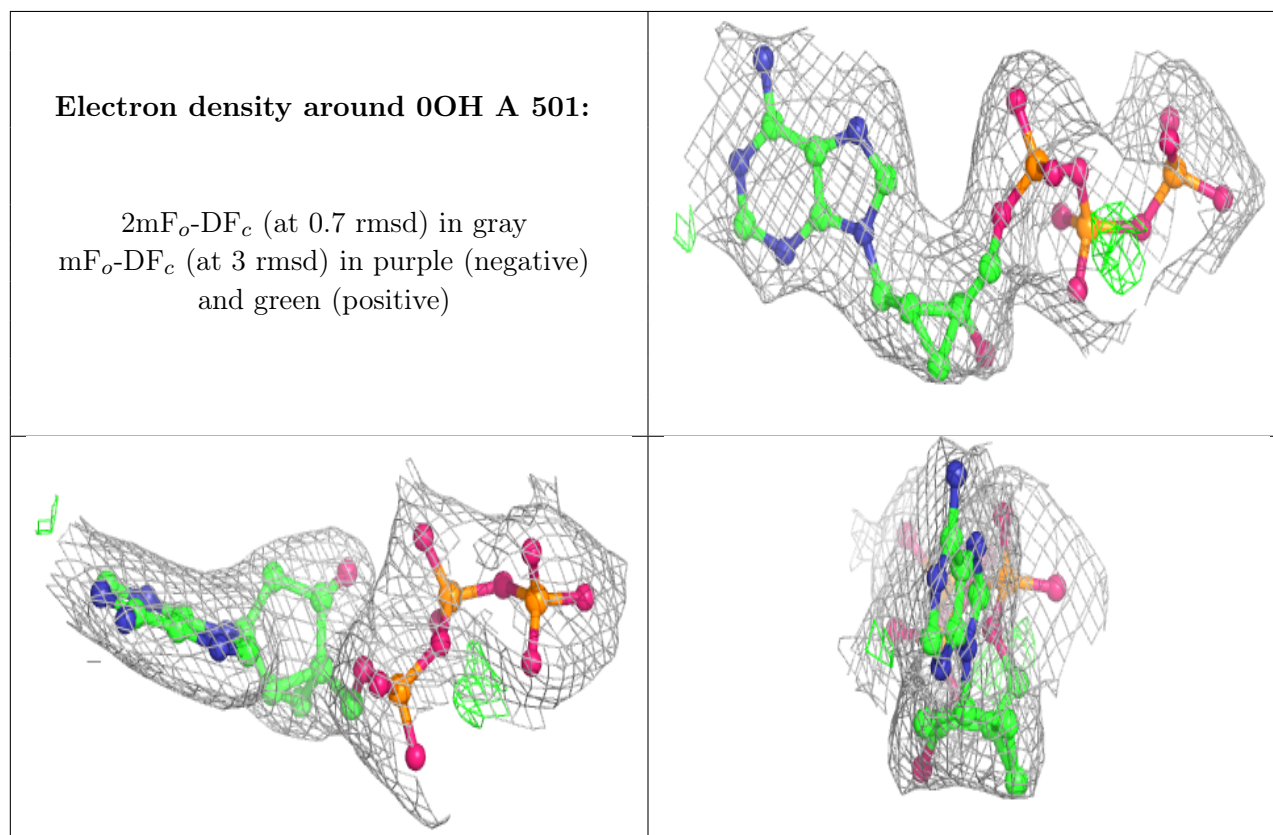 Electron density around 0OH A 501:
2mFₒ-DF𝒸 (at 0.7 rmsd) in gray
mFₒ-DF𝒸 (at 3 rmsd) in purple (negative)
and green (positive)